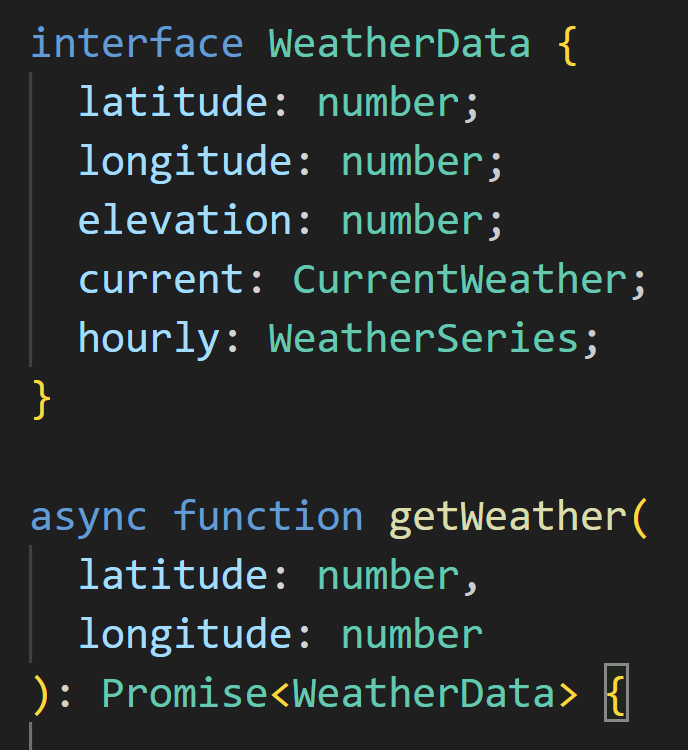 interface WeatherData {
  latitude: number;
  longitude: number;
  elevation: number;
  current: CurrentWeather;
  hourly: WeatherSeries;
}

async function getWeather(
  latitude: number,
  longitude: number
): Promise<WeatherData> {